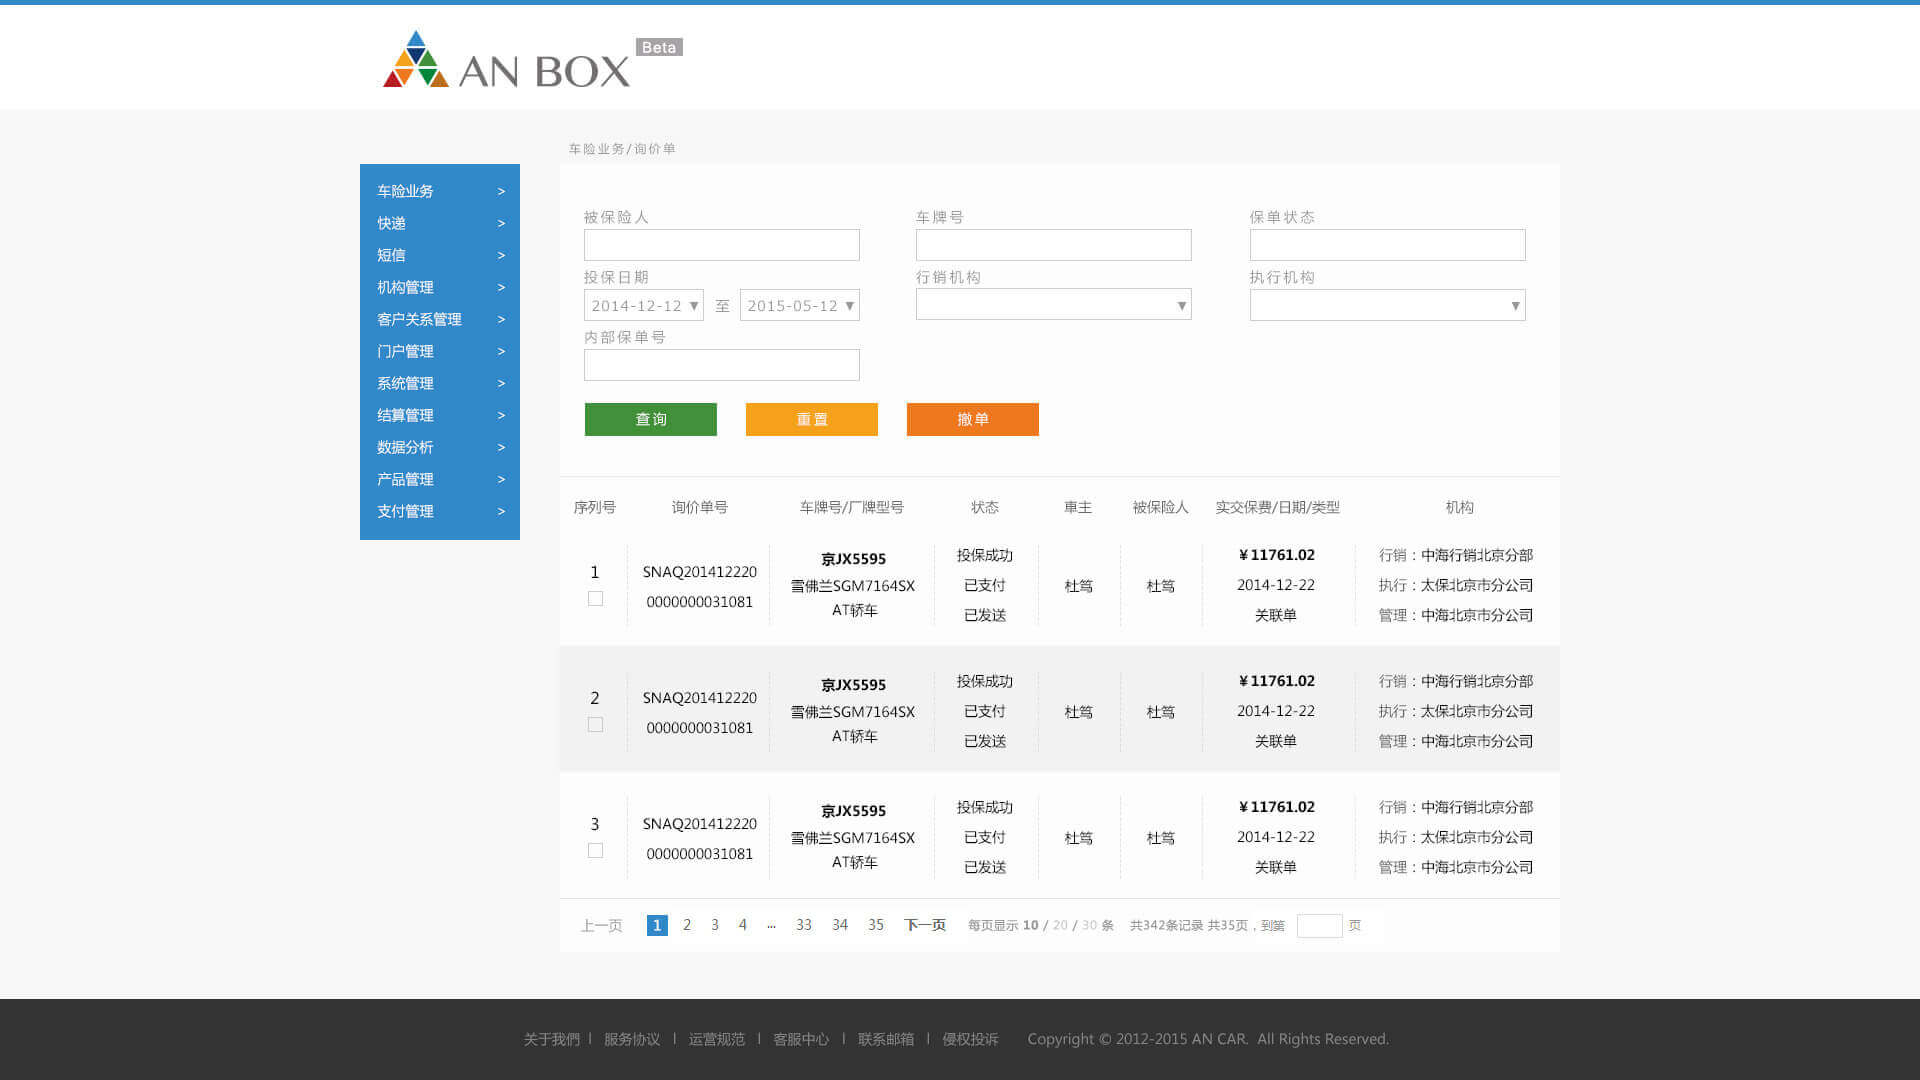 AN BOX Beta
车险业务/询价单
车险业务 >
快递 >
短信 >
机构管理 >
客户关系管理 >
门户管理 >
系统管理 >
结算管理 >
数据分析 >
产品管理 >
支付管理 >
被保险人 车牌号 保单状态
投保日期 行销机构 执行机构
2014-12-12 ▼ 至 2015-05-12 ▼ ▼ ▼
内部保单号
查询 重置 撤单
序列号 询价单号 车牌号/厂牌型号 状态 車主 被保险人 实交保费/日期/类型 机构
1
SNAQ201412220
0000000031081
京JX5595
雪佛兰SGM7164SX
AT轿车
投保成功
已支付
已发送
杜笃
杜笃
¥11761.02
2014-12-22
关联单
行销：中海行销北京分部
执行：太保北京市分公司
管理：中海北京市分公司
2
SNAQ201412220
0000000031081
京JX5595
雪佛兰SGM7164SX
AT轿车
投保成功
已支付
已发送
杜笃
杜笃
¥11761.02
2014-12-22
关联单
行销：中海行销北京分部
执行：太保北京市分公司
管理：中海北京市分公司
3
SNAQ201412220
0000000031081
京JX5595
雪佛兰SGM7164SX
AT轿车
投保成功
已支付
已发送
杜笃
杜笃
¥11761.02
2014-12-22
关联单
行销：中海行销北京分部
执行：太保北京市分公司
管理：中海北京市分公司
上一页 1 2 3 4 ... 33 34 35 下一页 每页显示 10 / 20 / 30 条 共342条记录 共35页，到第 页
关于我們 | 服务协议 | 运营规范 | 客服中心 | 联系邮箱 | 侵权投诉 Copyright © 2012-2015 AN CAR. All Rights Reserved.